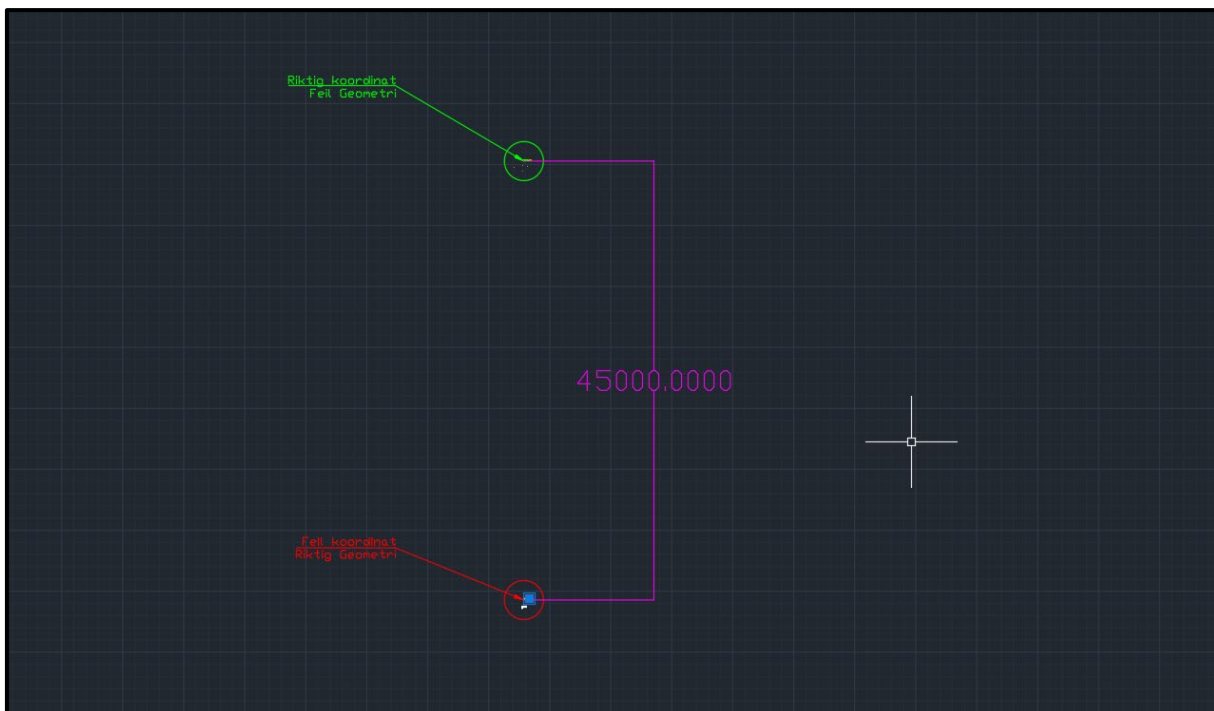 Riktig koordinat
Feil Geometri
45000.0000
Feil koordinat
Riktig Geometri